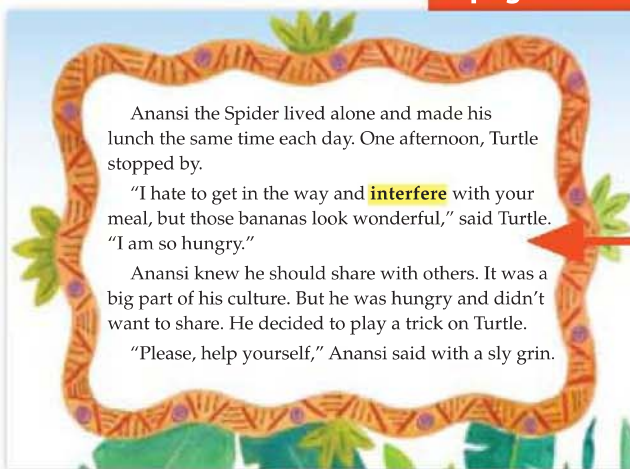 Anansi the Spider lived alone and made his
lunch the same time each day. One afternoon, Turtle
stopped by.
“I hate to get in the way and interfere with your
meal, but those bananas look wonderful,” said Turtle.
“I am so hungry.”
Anansi knew he should share with others. It was a
big part of his culture. But he was hungry and didn’t
want to share. He decided to play a trick on Turtle.
“Please, help yourself,” Anansi said with a sly grin.